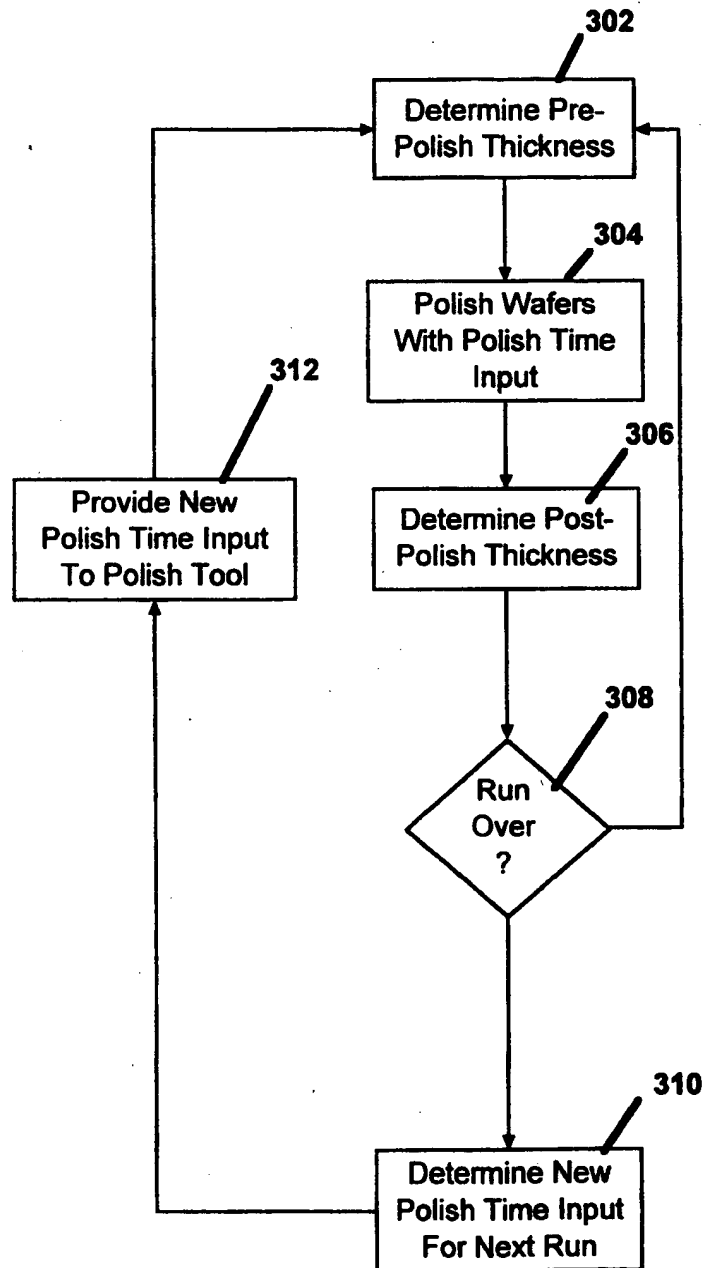 302
Determine Pre-
Polish Thickness
304
Polish Wafers
With Polish Time
Input
306
Determine Post-
Polish Thickness
308
Run
Over
?
310
Determine New
Polish Time Input
For Next Run
312
Provide New
Polish Time Input
To Polish Tool